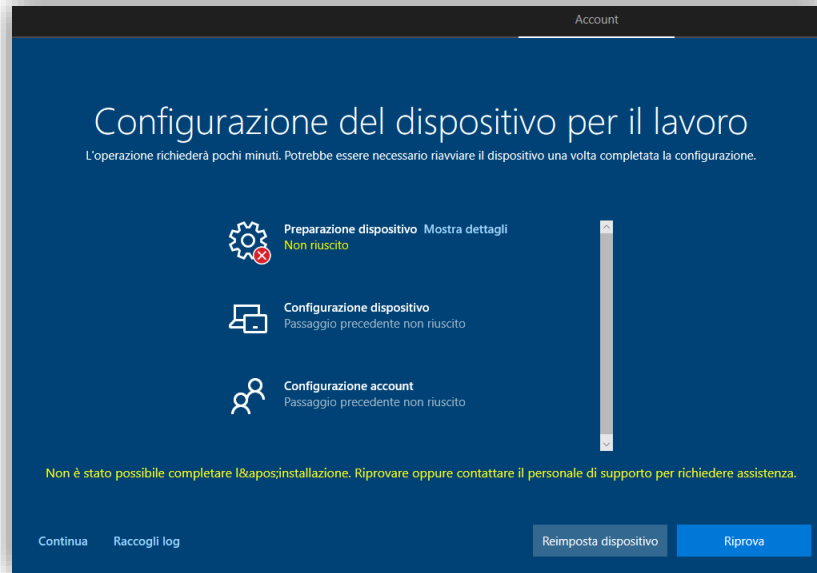 Account
Configurazione del dispositivo per il lavoro
L'operazione richiederà pochi minuti. Potrebbe essere necessario riavviare il dispositivo una volta completata la configurazione.
Preparazione dispositivo Mostra dettagli
Non riuscito
Configurazione dispositivo
Passaggio precedente non riuscito
Configurazione account
Passaggio precedente non riuscito
Non è stato possibile completare l&apos;installazione. Riprovare oppure contattare il personale di supporto per richiedere assistenza.
Continua Raccogli log Reimposta dispositivo Riprova